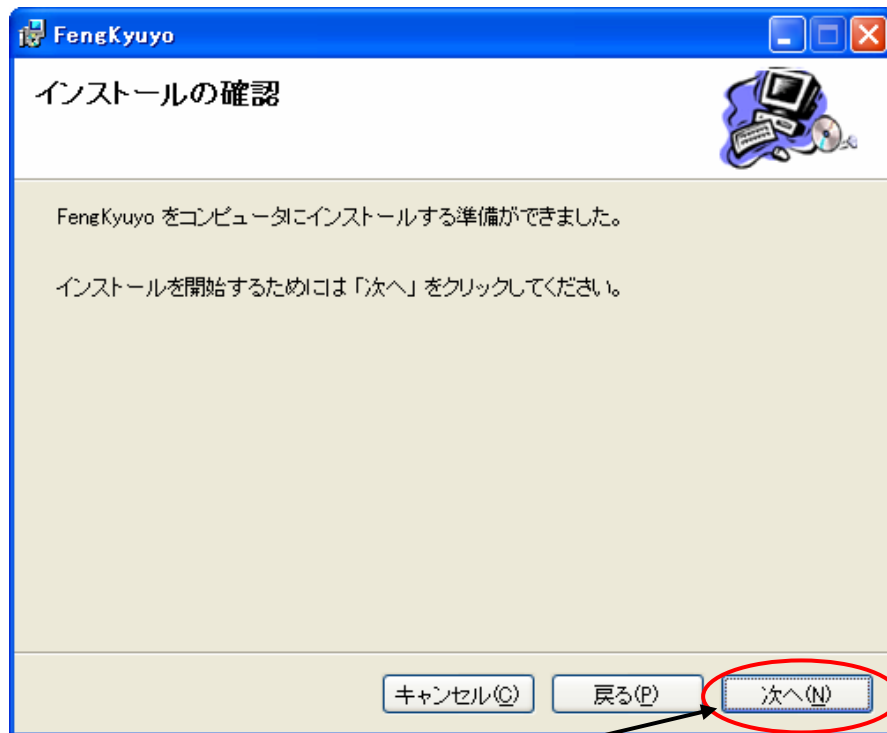 FengKyuyo
インストールの確認
FengKyuyo をコンピュータにインストールする準備ができました。
インストールを開始するためには「次へ」をクリックしてください。
キャンセル(C) 戻る(P) 次へ(N)